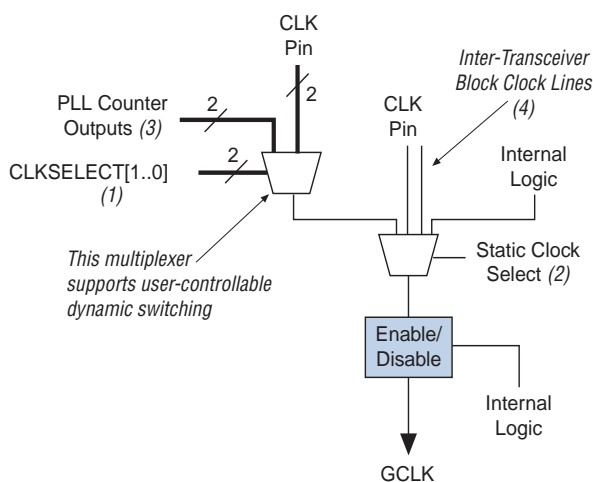 CLK
Pin
2
PLL Counter
Outputs (3)
2
CLKSELECT[1..0]
(1)
2
This multiplexer
supports user-controllable
dynamic switching
Inter-Transceiver
Block Clock Lines
(4)
CLK
Pin
Internal
Logic
Static Clock
Select (2)
Enable/
Disable
Internal
Logic
GCLK